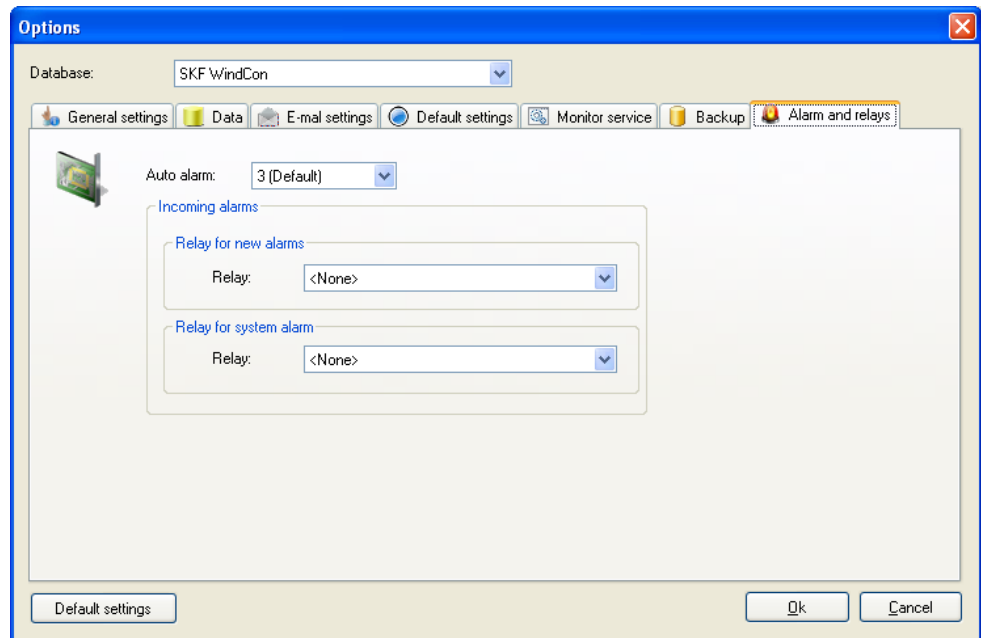 Options
Database: SKF WindCon
General settings Data E-mal settings Default settings Monitor service Backup Alarm and relays
Auto alarm: 3 (Default)
Incoming alarms
Relay for new alarms
Relay: <None>
Relay for system alarm
Relay: <None>
Default settings Ok Cancel